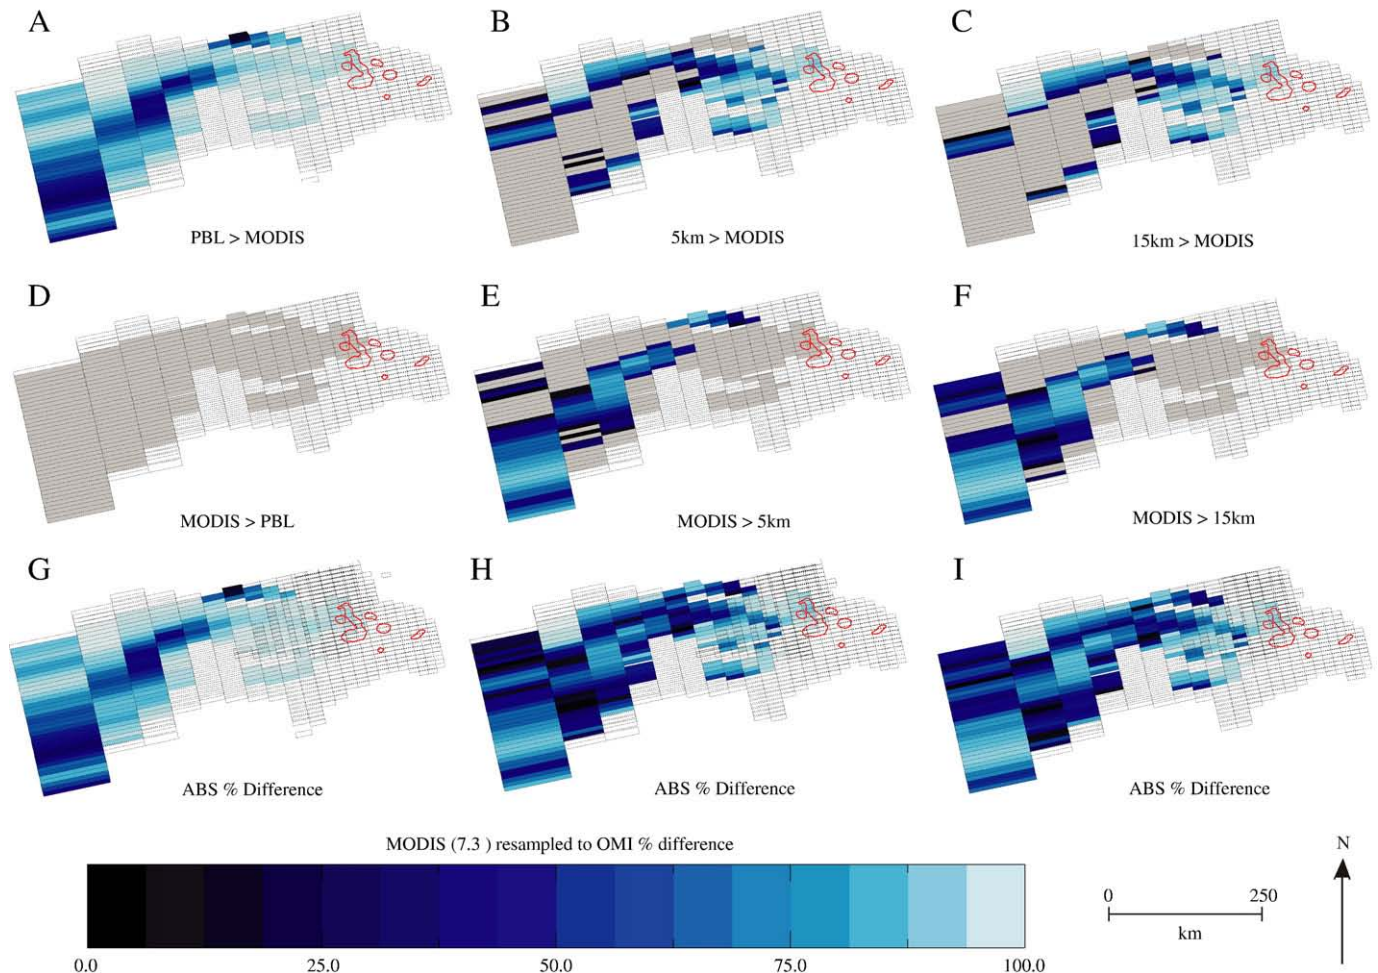 A
B
C
PBL > MODIS
5km > MODIS
15km > MODIS
D
E
F
MODIS > PBL
MODIS > 5km
MODIS > 15km
G
H
I
ABS % Difference
ABS % Difference
ABS % Difference
MODIS (7.3 ) resampled to OMI % difference
N
0 250
km
0.0 25.0 50.0 75.0 100.0